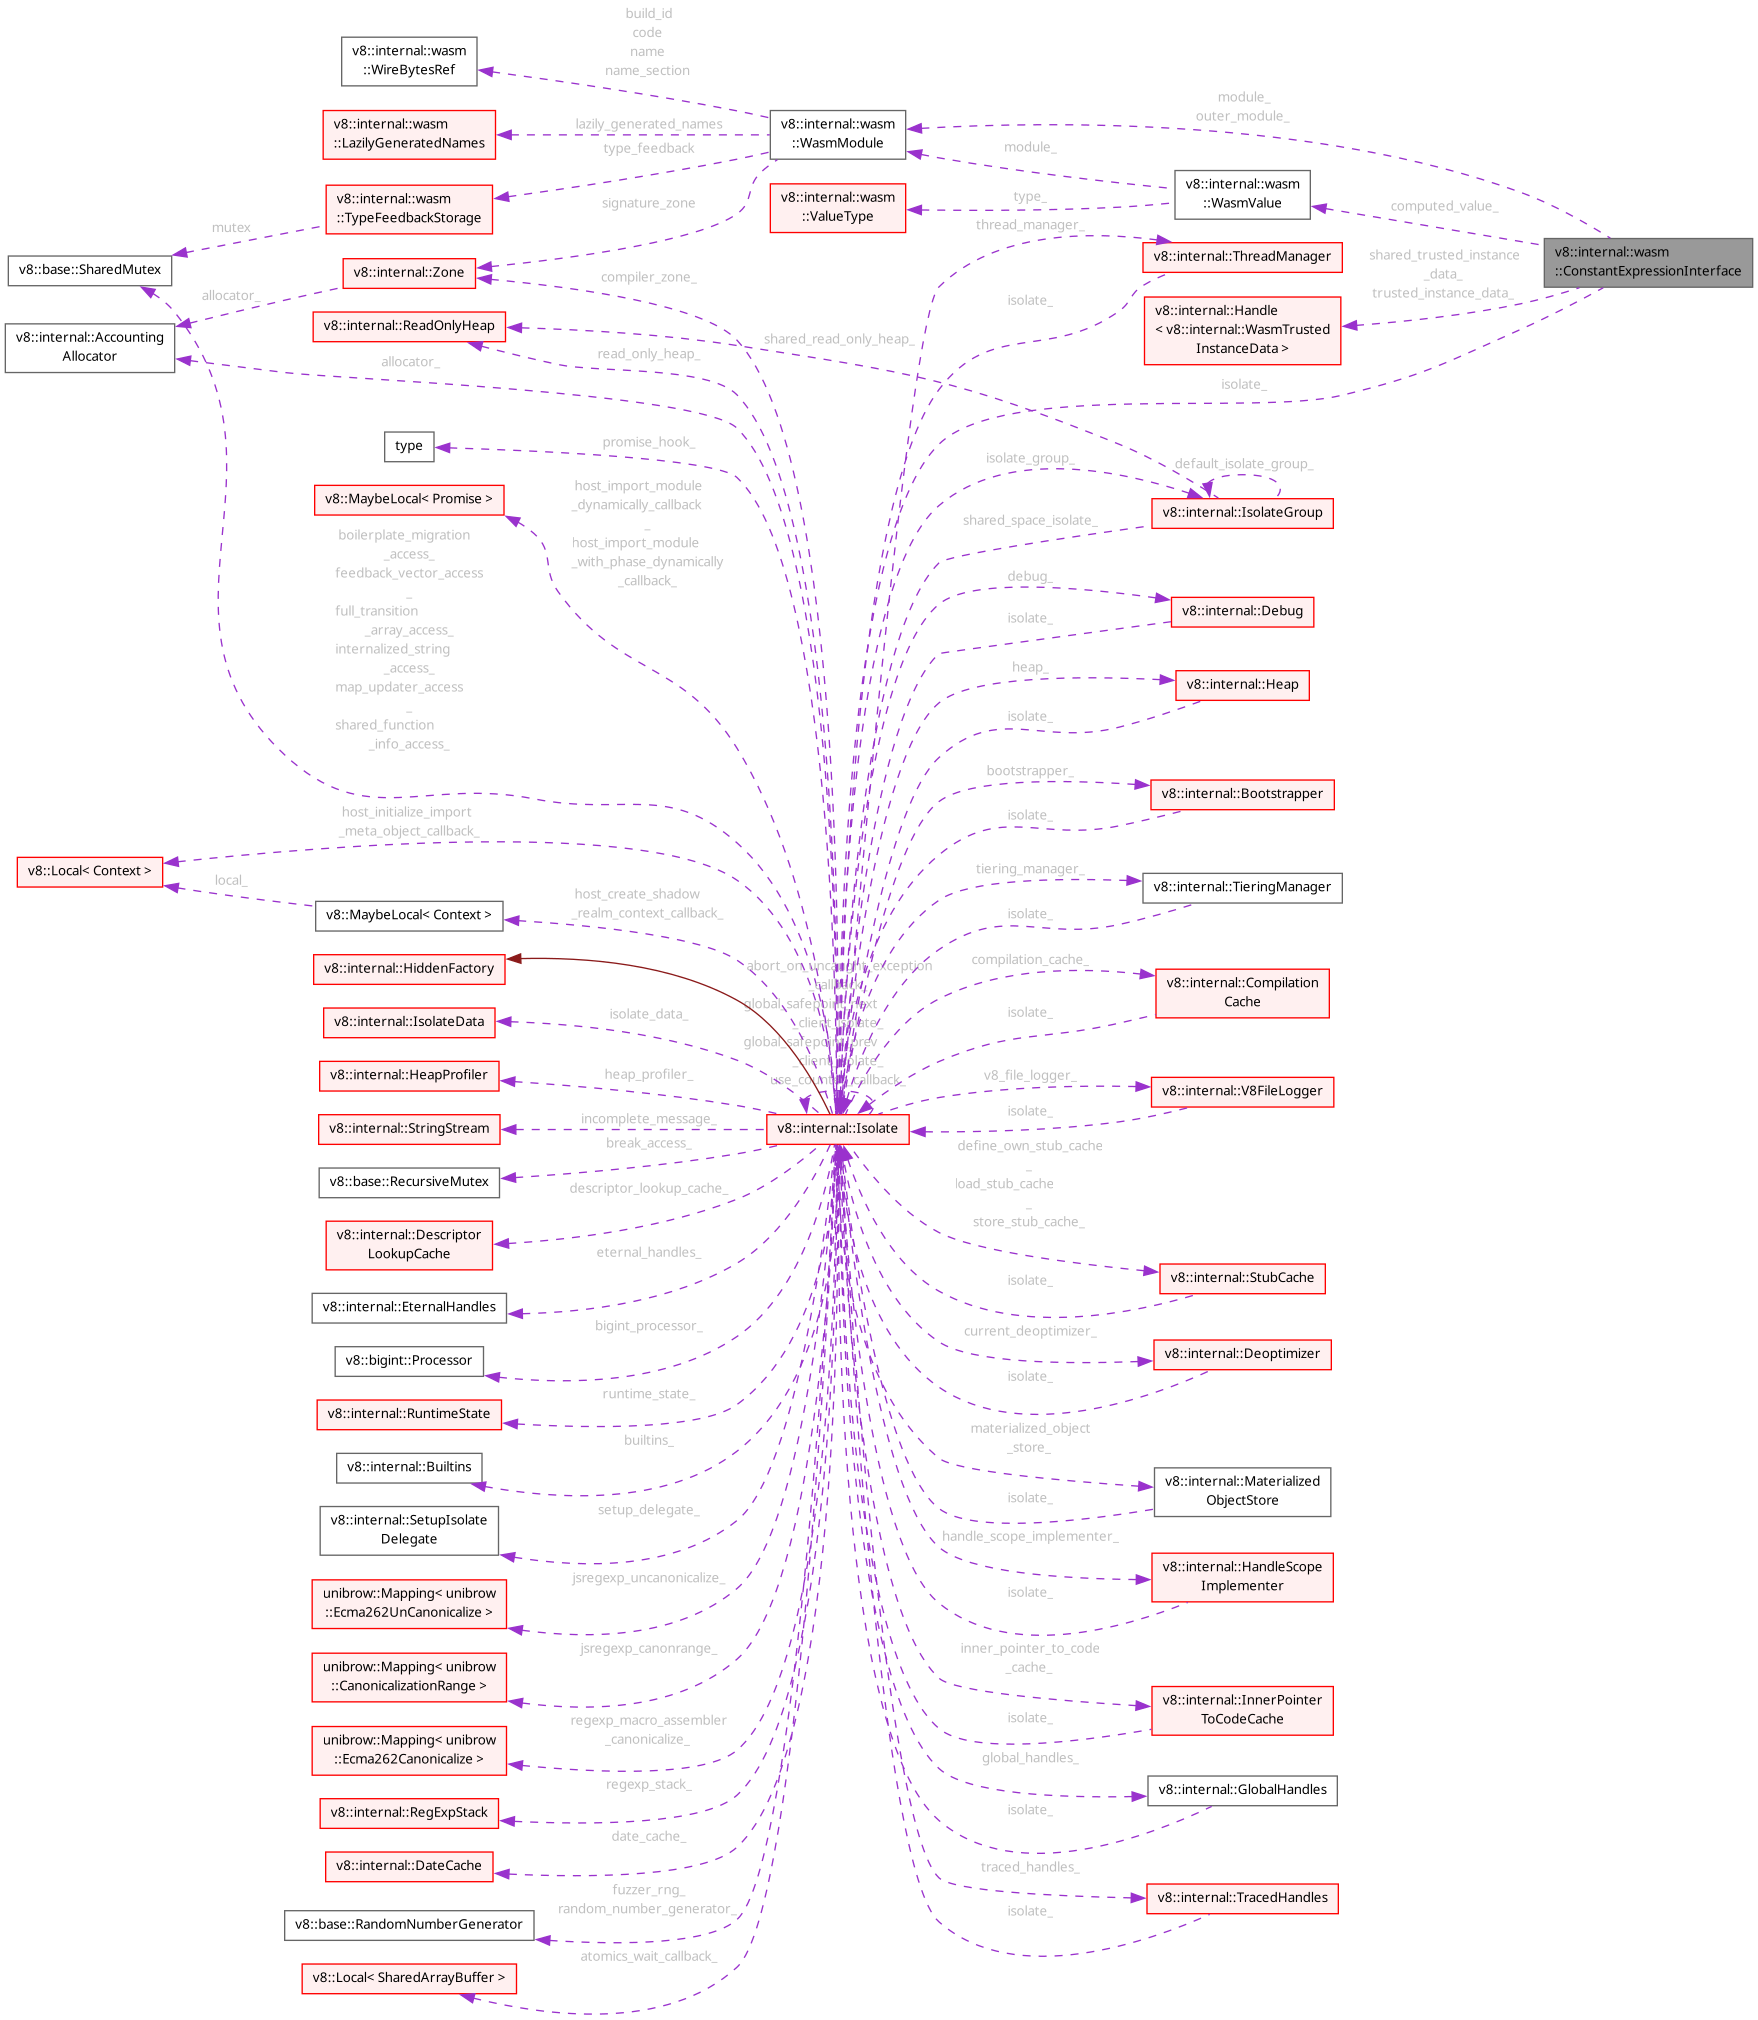 build_id
code
name
name_section
v8::internal::wasm
::WireBytesRef
v8::internal::wasm
::LazilyGeneratedNames
lazily_generated_names
v8::internal::wasm
::WasmModule
module_
outer_module_
type_feedback
module_
v8::internal::wasm
::TypeFeedbackStorage
signature_zone
v8::internal::wasm
::ValueType
type_
v8::internal::wasm
::WasmValue
computed_value_
mutex
thread_manager_
v8::base::SharedMutex
v8::internal::Zone
compiler_zone_
v8::internal::ThreadManager
shared_trusted_instance
_data_
trusted_instance_data_
v8::internal::wasm
::ConstantExpressionInterface
allocator_
isolate_
v8::internal::ReadOnlyHeap
shared_read_only_heap_
v8::internal::Handle
< v8::internal::WasmTrusted
InstanceData >
v8::internal::Accounting
Allocator
allocator_
read_only_heap_
isolate_
type
promise_hook_
isolate_group_
default_isolate_group_
v8::MaybeLocal< Promise >
host_import_module
_dynamically_callback
_
host_import_module
_with_phase_dynamically
_callback_
shared_space_isolate_
v8::internal::IsolateGroup
boilerplate_migration
_access_
feedback_vector_access
_
full_transition
_array_access_
internalized_string
_access_
map_updater_access
_
shared_function
_info_access_
debug_
v8::internal::Debug
isolate_
heap_
v8::internal::Heap
isolate_
bootstrapper_
v8::internal::Bootstrapper
isolate_
host_initialize_import
_meta_object_callback_
v8::Local< Context >
local_
v8::MaybeLocal< Context >
host_create_shadow
_realm_context_callback_
tiering_manager_
v8::internal::TieringManager
isolate_
v8::internal::HiddenFactory
abort_on_uncaught_exception
_callback_
global_safepoint_next
_client_isolate_
global_safepoint_prev
_client_isolate_
use_counter_callback_
compilation_cache_
v8::internal::Compilation
Cache
isolate_
v8::internal::IsolateData
isolate_data_
v8::internal::HeapProfiler
heap_profiler_
v8_file_logger_
v8::internal::V8FileLogger
isolate_
v8::internal::StringStream
incomplete_message_
v8::internal::Isolate
v8::base::RecursiveMutex
break_access_
define_own_stub_cache
_
load_stub_cache
_
store_stub_cache_
v8::internal::Descriptor
LookupCache
descriptor_lookup_cache_
v8::internal::StubCache
isolate_
v8::internal::EternalHandles
eternal_handles_
v8::bigint::Processor
bigint_processor_
current_deoptimizer_
v8::internal::Deoptimizer
isolate_
v8::internal::RuntimeState
runtime_state_
v8::internal::Builtins
builtins_
materialized_object
_store_
v8::internal::Materialized
ObjectStore
isolate_
v8::internal::SetupIsolate
Delegate
setup_delegate_
handle_scope_implementer_
v8::internal::HandleScope
Implementer
isolate_
unibrow::Mapping< unibrow
::Ecma262UnCanonicalize >
jsregexp_uncanonicalize_
unibrow::Mapping< unibrow
::CanonicalizationRange >
jsregexp_canonrange_
inner_pointer_to_code
_cache_
v8::internal::InnerPointer
ToCodeCache
isolate_
unibrow::Mapping< unibrow
::Ecma262Canonicalize >
regexp_macro_assembler
_canonicalize_
global_handles_
v8::internal::GlobalHandles
isolate_
v8::internal::RegExpStack
regexp_stack_
v8::internal::DateCache
date_cache_
traced_handles_
v8::internal::TracedHandles
isolate_
v8::base::RandomNumberGenerator
fuzzer_rng_
random_number_generator_
v8::Local< SharedArrayBuffer >
atomics_wait_callback_